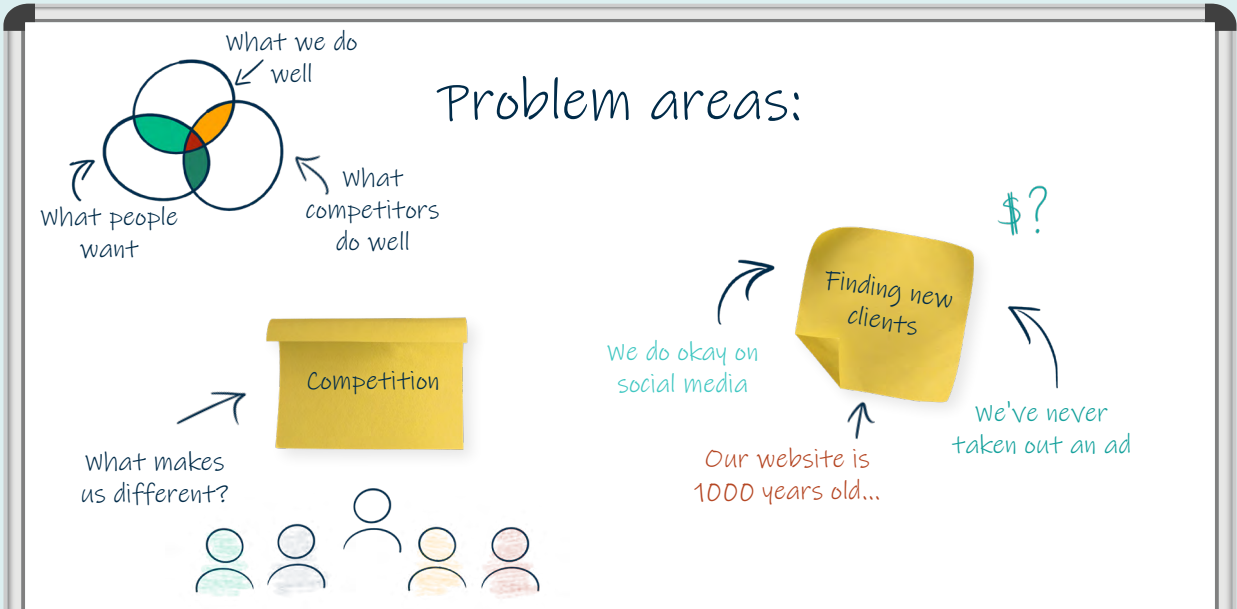 What we do
well
Problem areas:
What people
want
What
competitors
do well
$?
Finding new
clients
We do okay on
social media
We've never
taken out an ad
Our website is
1000 years old...
Competition
What makes
us different?